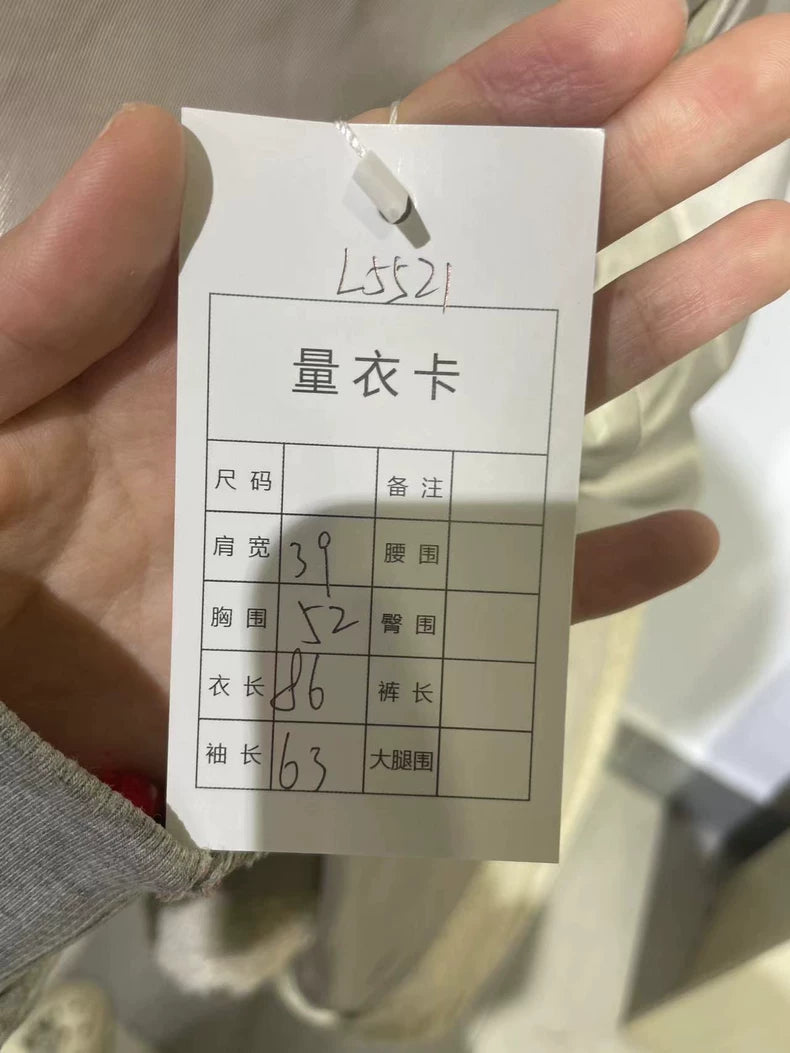 L5521
量衣卡
尺码 备注
肩宽 39 腰围
胸围 52 臀围
衣长 86 裤长
袖长 63 大腿围